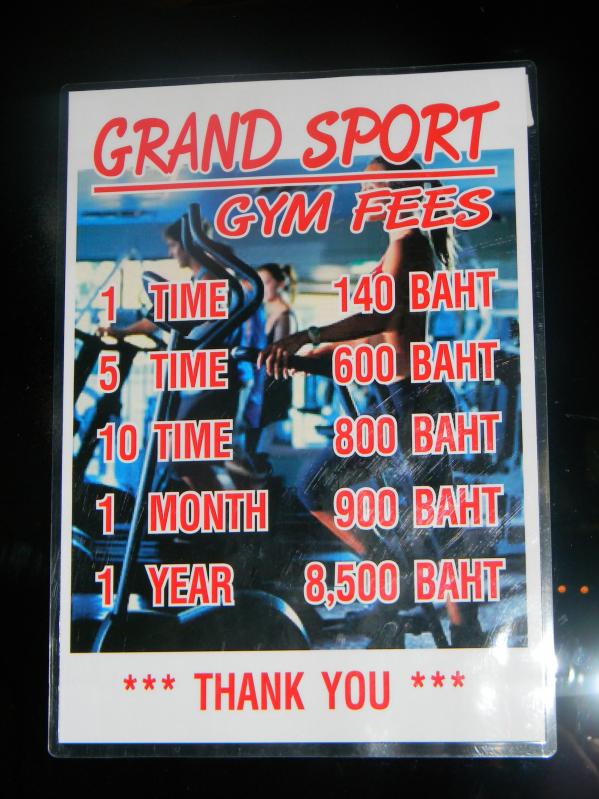 GRAND SPORT
GYM FEES
1 TIME 140 BAHT
5 TIME 600 BAHT
10 TIME 800 BAHT
1 MONTH 900 BAHT
1 YEAR 8,500 BAHT
*** THANK YOU ***